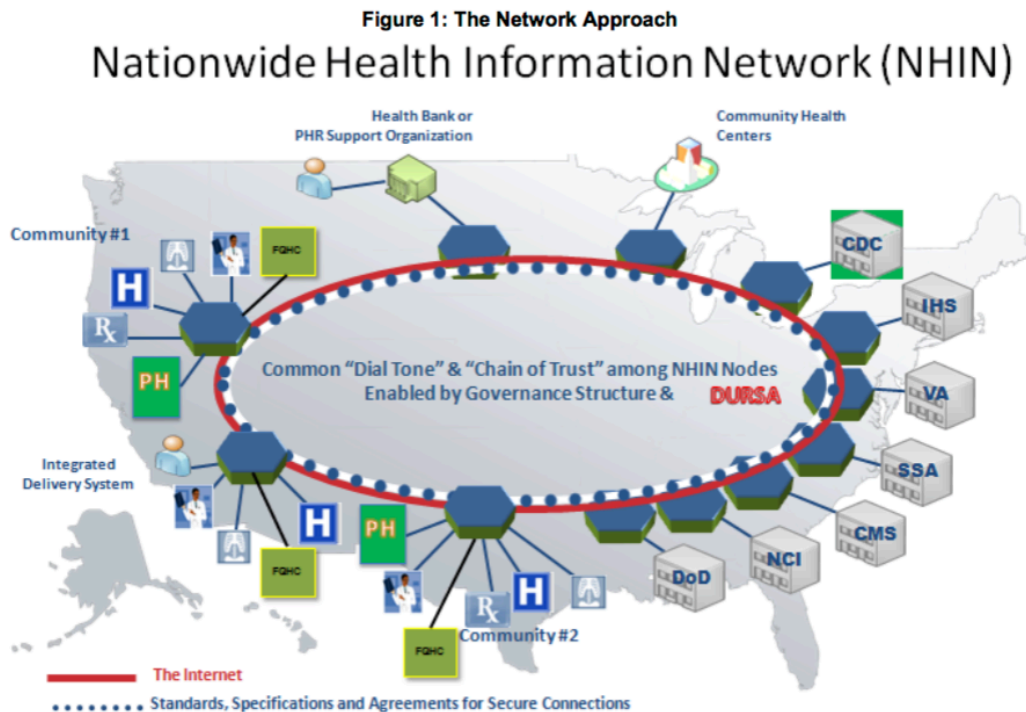 Figure 1: The Network Approach
Nationwide Health Information Network (NHIN)
Health Bank or
PHR Support Organization
Community Health
Centers
Community #1
FQHC
CDC
H
IHS
Rx
PH
Common “Dial Tone” & “Chain of Trust” among NHIN Nodes
Enabled by Governance Structure & DURSA
VA
Integrated
Delivery System
SSA
H
PH
CMS
FQHC
NCI
DoD
Rx
H
Community #2
FQHC
The Internet
Standards, Specifications and Agreements for Secure Connections